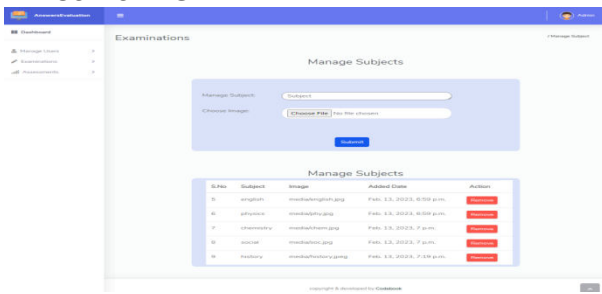 AnswersEvaluation
Admin
Dashboard
Manage Users
Examinations
Assessments
Examinations
Manage Subject
Manage Subjects
Manage Subject:
Subject
Choose Image:
Choose File No file chosen
Submit
Manage Subjects
S.No Subject Image Added Date Action
5 english media/english.jpg Feb. 13, 2023, 6:59 p.m. Remove
6 physics media/phy.jpg Feb. 13, 2023, 6:59 p.m. Remove
7 chemistry media/chem.jpg Feb. 13, 2023, 7 p.m. Remove
8 social media/soc.jpg Feb. 13, 2023, 7 p.m. Remove
9 history media/history.jpeg Feb. 13, 2023, 7:19 p.m. Remove
copyright & developed by Codebook